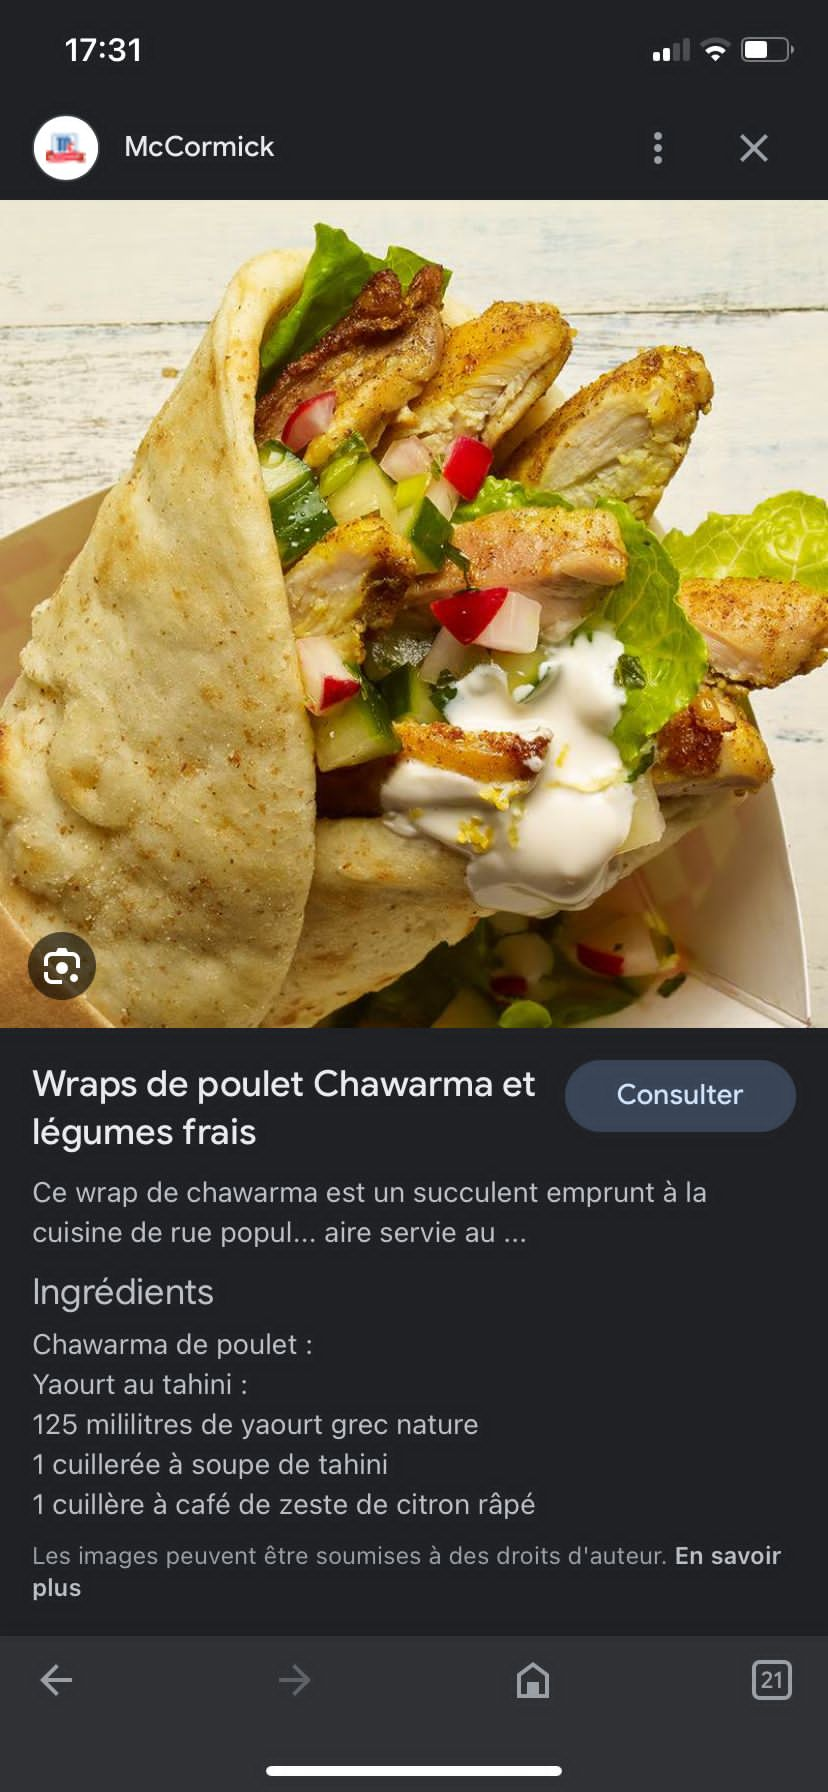 17:31
McCormick
Wraps de poulet Chawarma et
légumes frais
Consulter
Ce wrap de chawarma est un succulent emprunt à la
cuisine de rue popul... aire servie au ...
Ingrédients
Chawarma de poulet :
Yaourt au tahini :
125 mililitres de yaourt grec nature
1 cuillerée à soupe de tahini
1 cuillère à café de zeste de citron râpé
Les images peuvent être soumises à des droits d'auteur. En savoir
plus
21